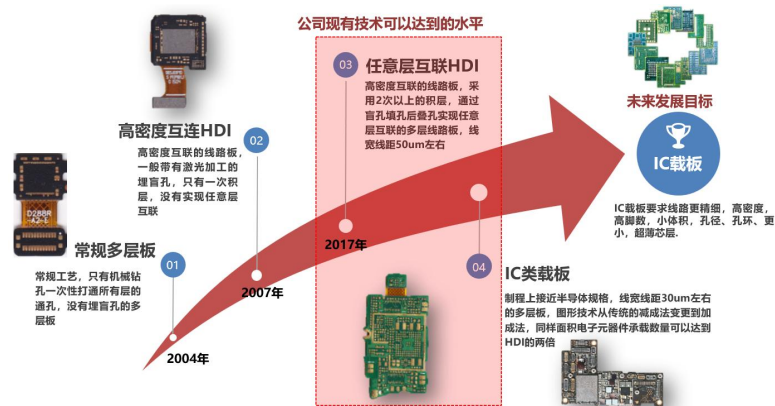 公司现有技术可以达到的水平
03
任意层互联HDI
高密度互联的线路板，采
用2次以上的积层，通过
盲孔填孔后叠孔实现任意
层互联的多层线路板，线
宽线距50um左右
未来发展目标
IC载板
IC载板要求线路更精细，高密度，
高脚数，小体积，孔径、孔环、更
小，超薄芯层.
高密度互连HDI
02
高密度互联的线路板，
一般带有激光加工的
埋盲孔，只有一次积
层，没有实现任意层
互联
D288R
A2-L
常规多层板
01
常规工艺，只有机械钻
孔一次性打通所有层的
通孔，没有埋盲孔的多
层板
2004年
2007年
2017年
04
IC类载板
制程上接近半导体规格，线宽线距30um左右
的多层板，图形技术从传统的减成法变更到加
成法，同样面积电子元器件承载数量可以达到
HDI的两倍